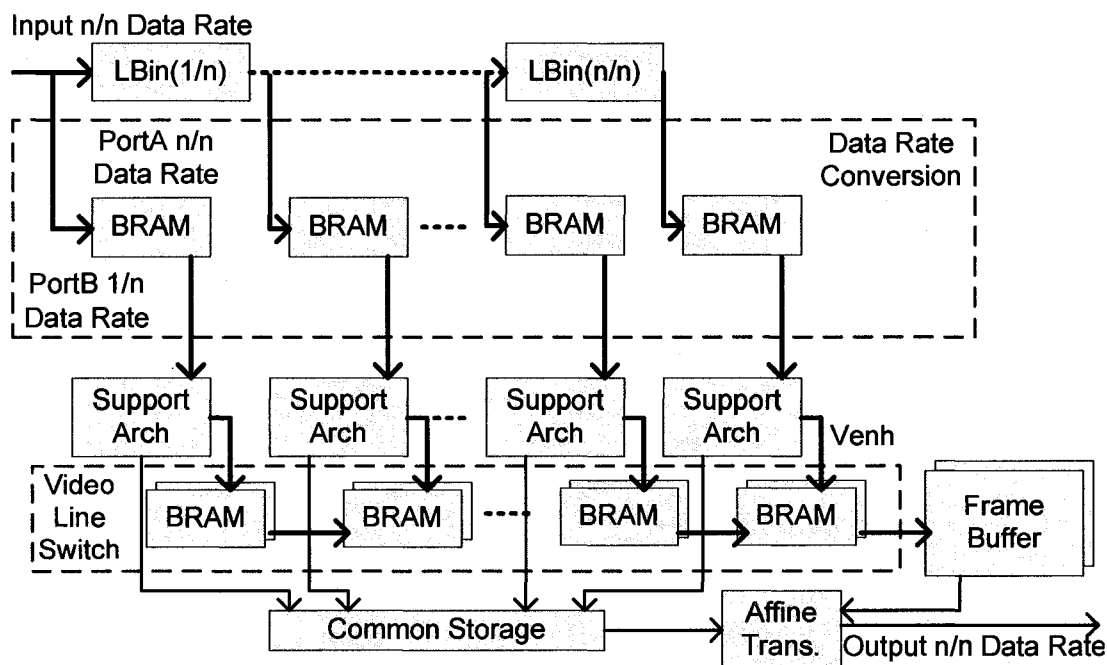 Input n/n Data Rate
LBin(1/n)
LBin(n/n)
PortA n/n
Data Rate
Data Rate
Conversion
BRAM
BRAM
BRAM
BRAM
PortB 1/n
Data Rate
Support
Arch
Support
Arch
Support
Arch
Support
Arch
Venh
Video
Line
Switch
BRAM
BRAM
BRAM
BRAM
Frame
Buffer
Common Storage
Affine
Trans.
Output n/n Data Rate